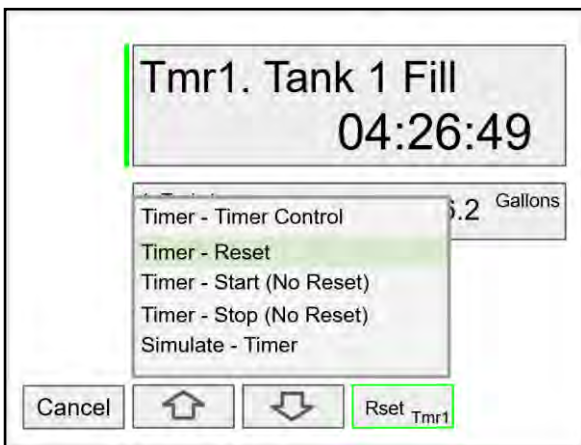 Tmr1. Tank 1 Fill
04:26:49
.2 Gallons
Timer - Timer Control
Timer - Reset
Timer - Start (No Reset)
Timer - Stop (No Reset)
Simulate - Timer
Cancel
Rset Tmr1